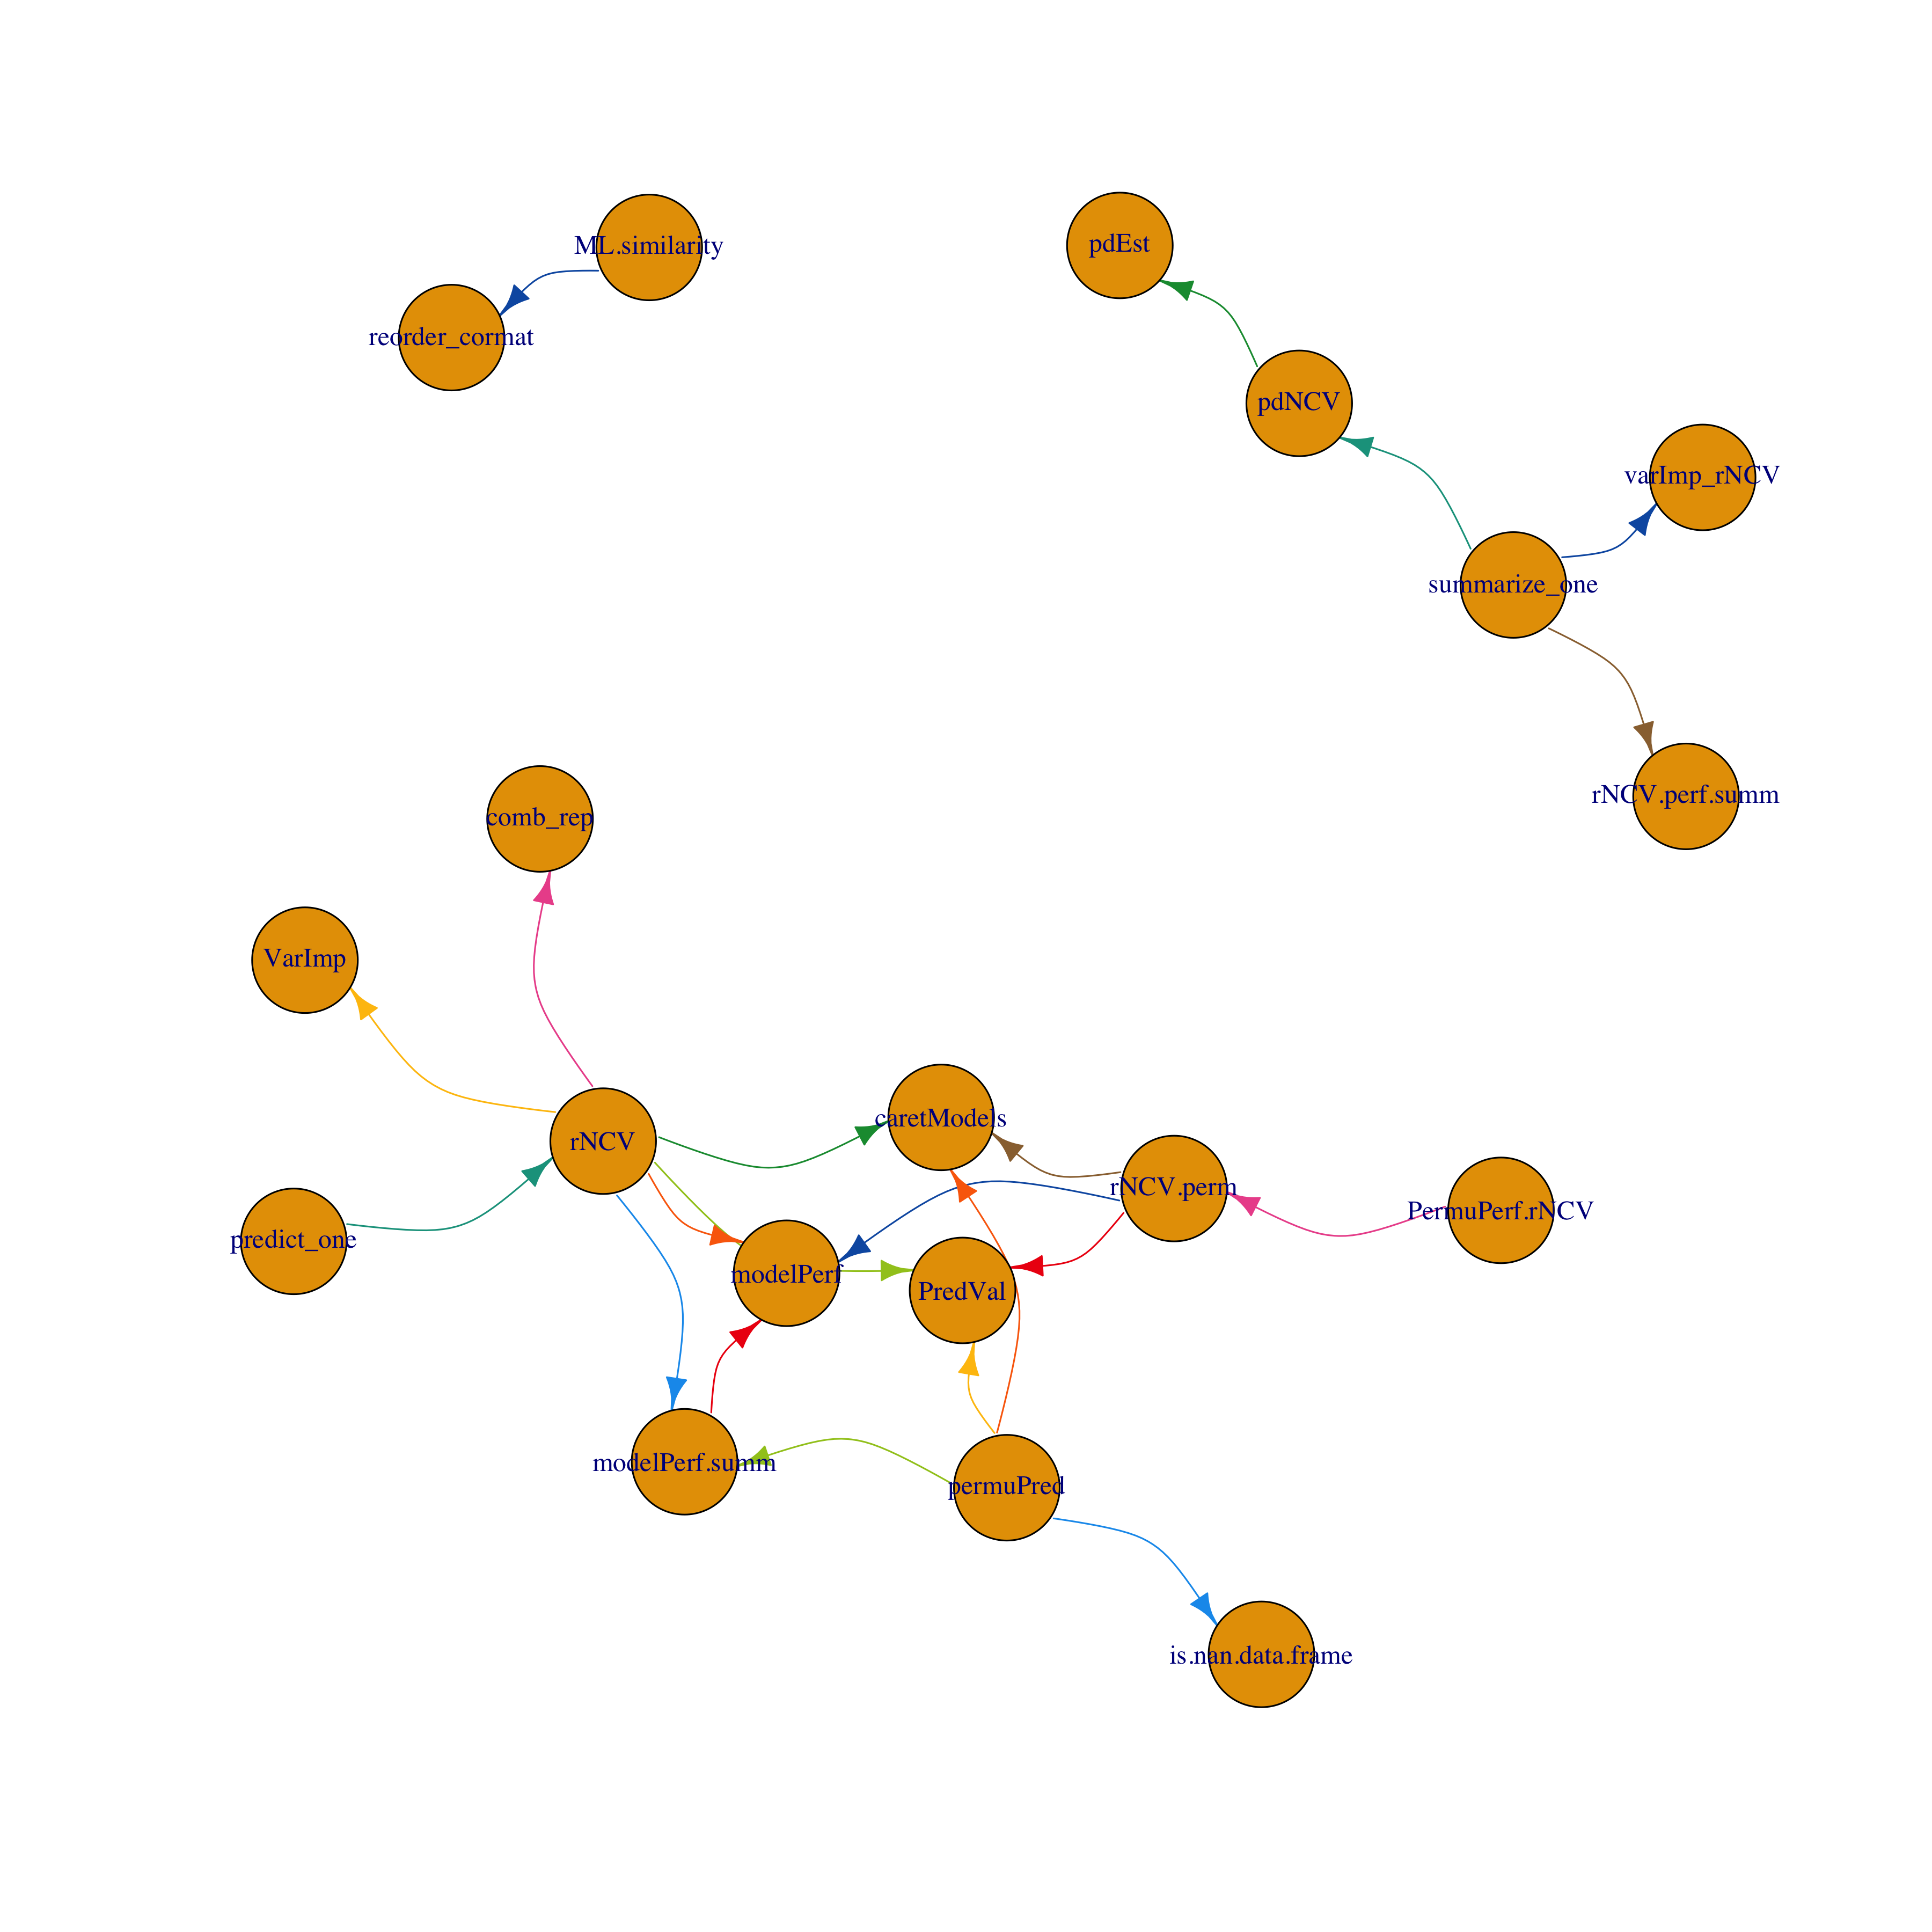 ML.similarity
pdEst
reorder_cormat
pdNCV
varImp_rNCV
summarize_one
rNCV.perf.summ
comb_rep
VarImp
caretModels
rNCV
rNCV.perm
PermuPerf.rNCV
predict_one
modelPerf
PredVal
modelPerf.summ
permuPred
is.nan.data.frame